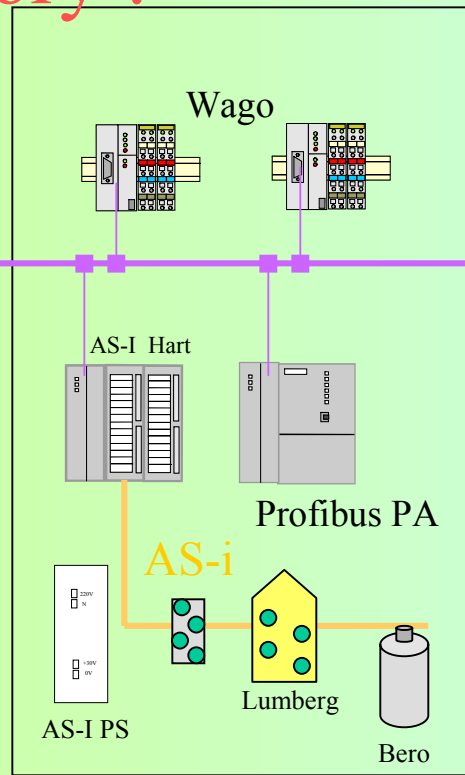 Wago
AS-I Hart
Profibus PA
AS-i
220V
N
+30V
0V
Lumberg
AS-I PS
Bero